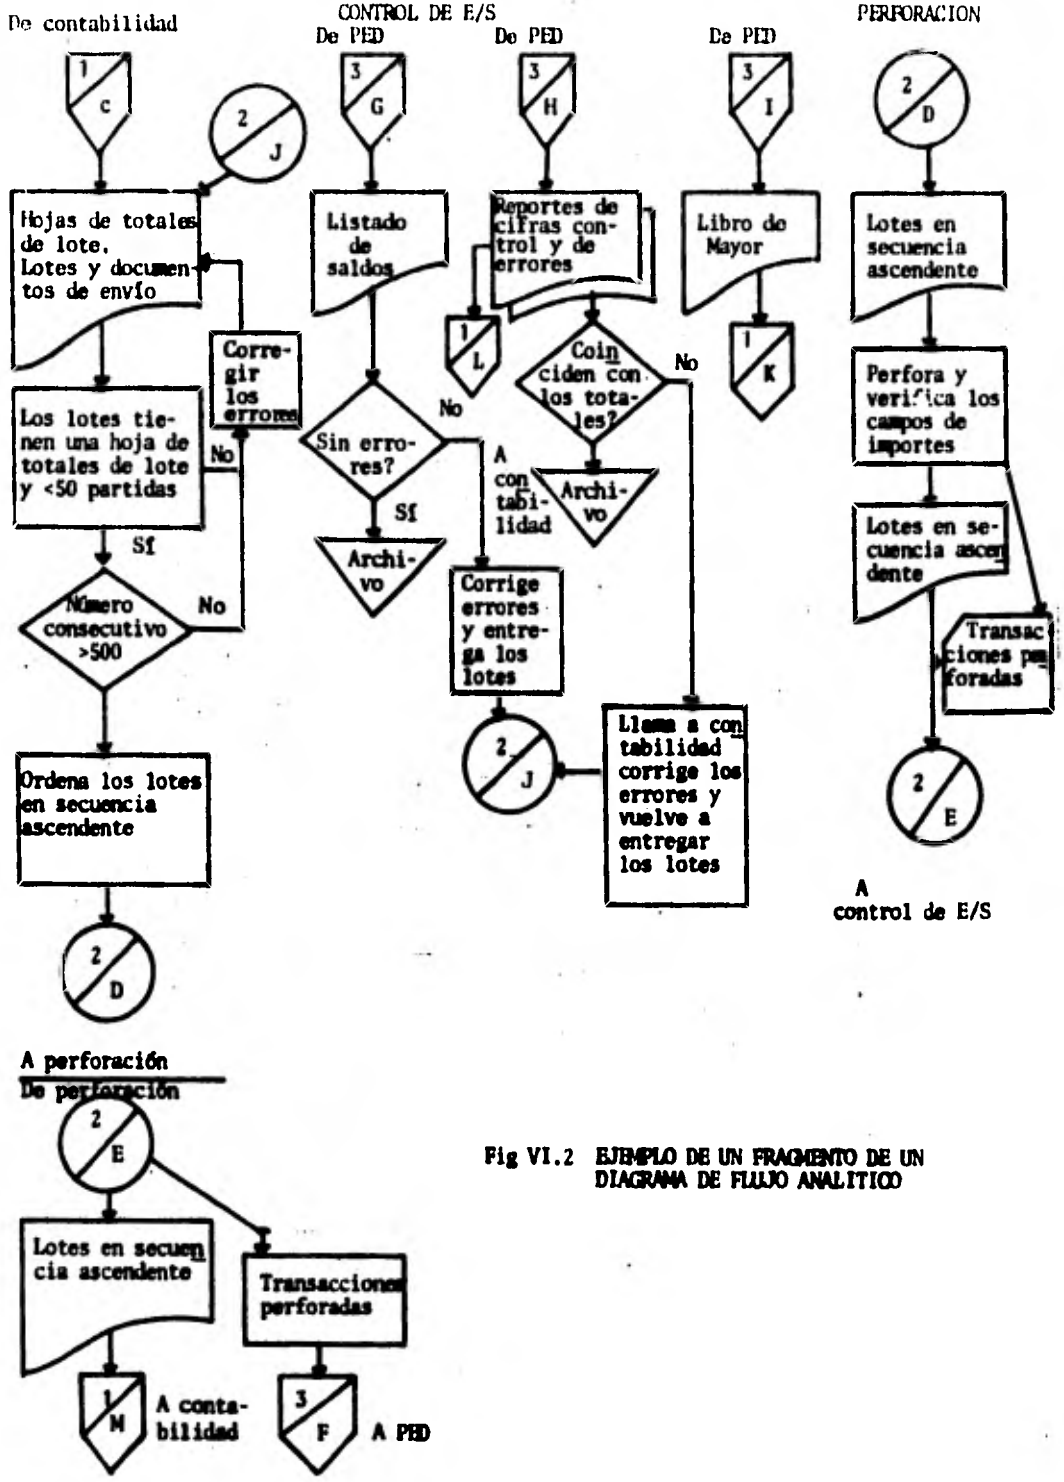 De contabilidad
CONTROL DE E/S
PERFORACION
De PED
De PED
De PED
1
c
2
J
3
G
3
H
3
I
2
D
Hojas de totales
de lote.
Lotes y documen-
tos de envío
Corre-
gir
los
errores
Los lotes tie-
nen una hoja de
totales de lote
y <50 partidas
No
Sí
Número
consecutivo
>500
No
Ordena los lotes
en secuencia
ascendente
2
D
A perforación
De perforación
2
E
Lotes en secuen
cia ascendente
Transacciones
perforadas
1
M
A conta-
bilidad
3
F
A PED
Listado
de
saldos
Sin erro-
res?
No
A
con
tabi-
lidad
Sí
Archi-
vo
Corrige
errores
y entre-
ga los
lotes
2
J
Reportes de
cifras con-
trol y de
errores
1
L
Coin
ciden con
los tota-
les?
No
Archi-
vo
Llama a con
tabilidad
corrige los
errores y
vuelve a
entregar
los lotes
Libro de
Mayor
1
K
Lotes en
secuencia
ascendente
Perfora y
verifica los
campos de
importes
Lotes en se-
cuencia ascen
dente
Transac
ciones per
foradas
2
E
A
control de E/S
Fig VI.2 EJEMPLO DE UN FRAGMENTO DE UN
DIAGRAMA DE FLUJO ANALITICO